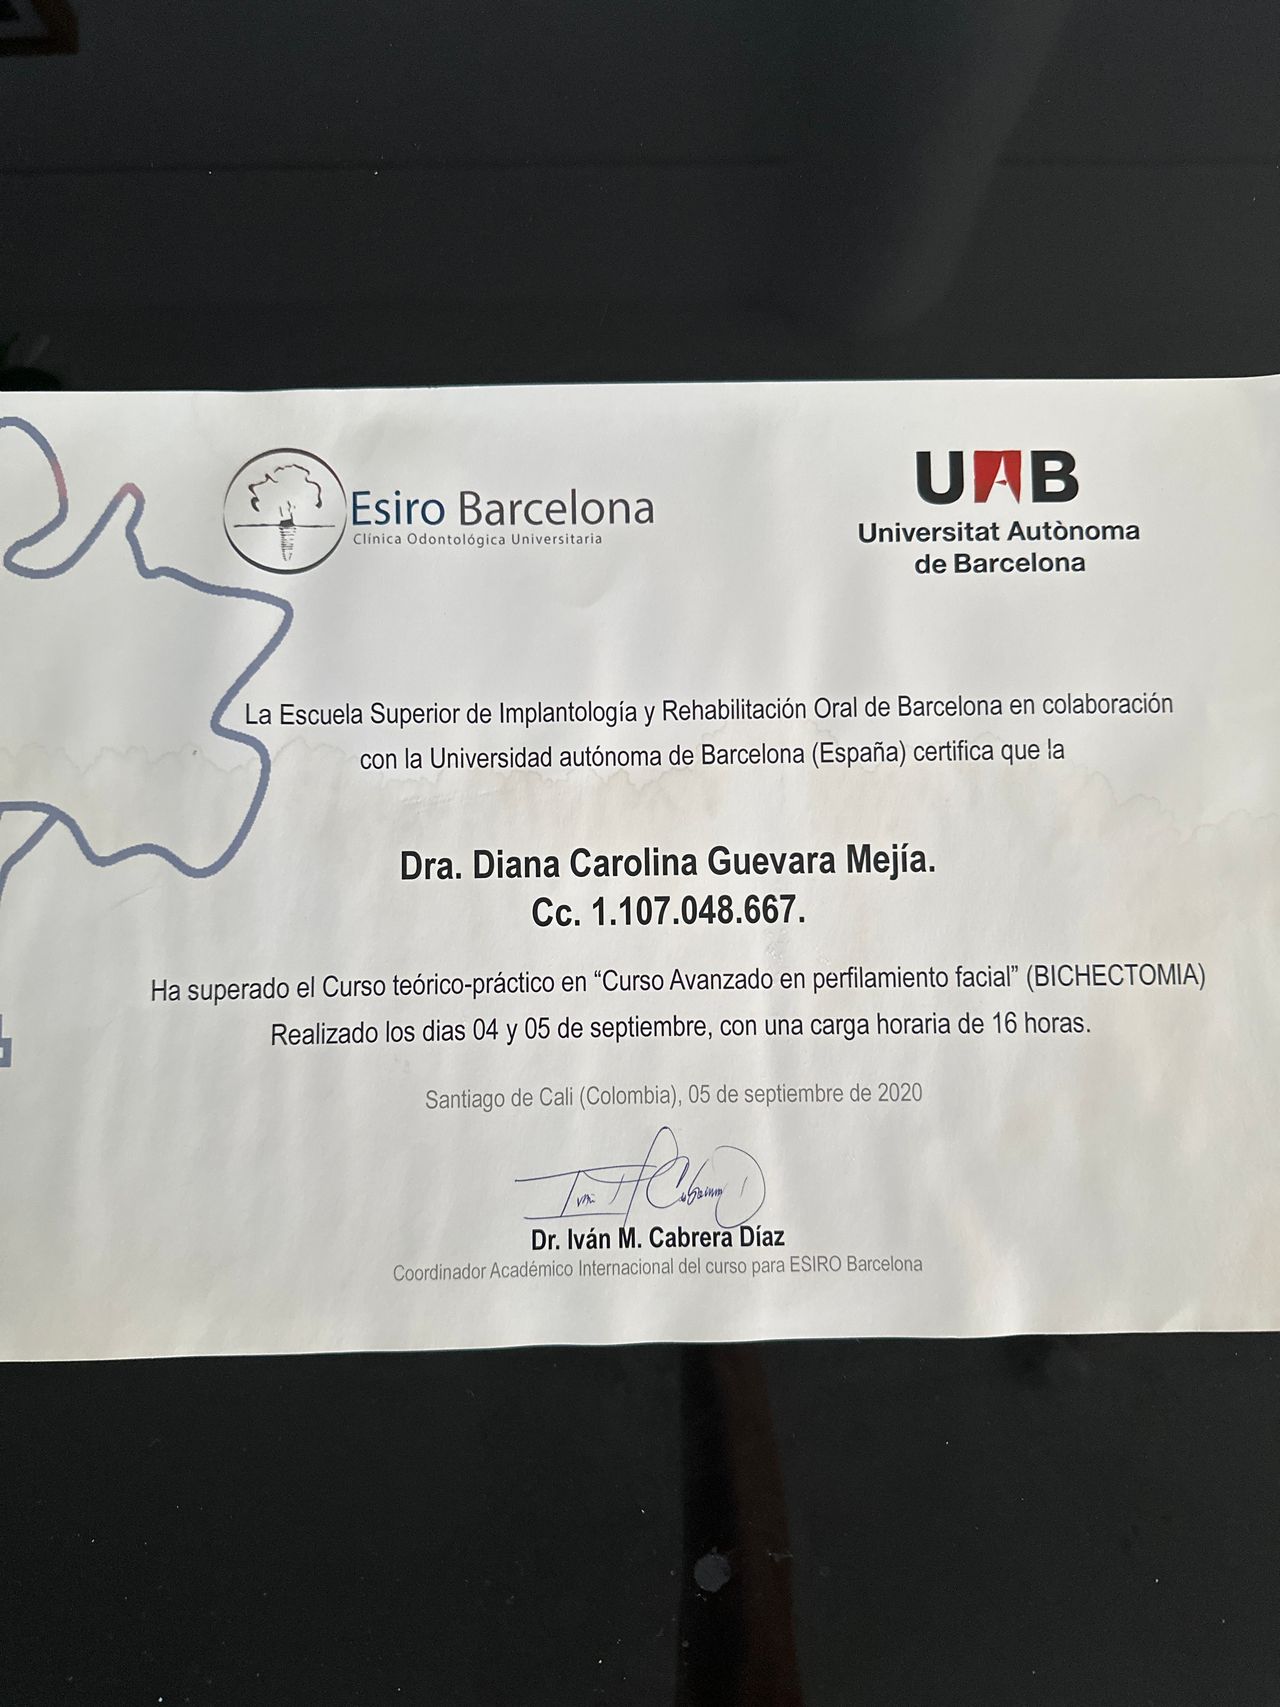 Esiro Barcelona
Clínica Odontológica Universitaria
UAB
Universitat Autònoma
de Barcelona
La Escuela Superior de Implantología y Rehabilitación Oral de Barcelona en colaboración
con la Universidad autónoma de Barcelona (España) certifica que la
Dra. Diana Carolina Guevara Mejía.
Cc. 1.107.048.667.
Ha superado el Curso teórico-práctico en “Curso Avanzado en perfilamiento facial” (BICHECTOMIA)
Realizado los dias 04 y 05 de septiembre, con una carga horaria de 16 horas.
Santiago de Cali (Colombia), 05 de septiembre de 2020
Dr. Iván M. Cabrera Díaz
Coordinador Académico Internacional del curso para ESIRO Barcelona